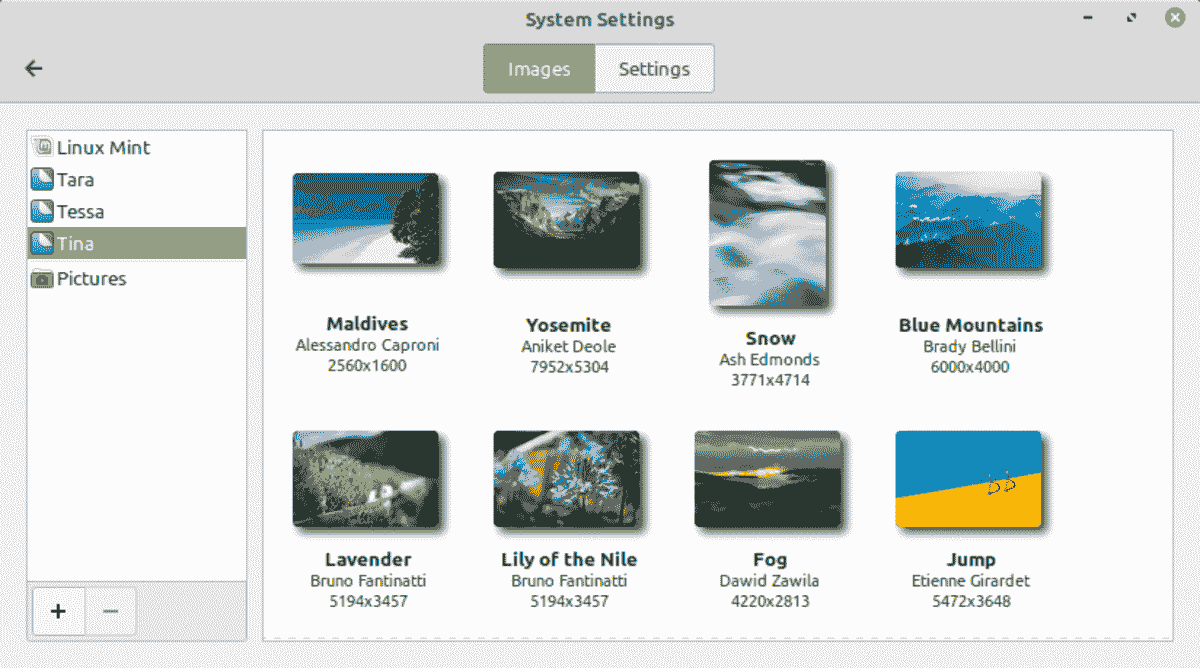 System Settings
Images
Settings
Linux Mint
Tara
Tessa
Tina
Pictures
Maldives
Alessandro Caproni
2560x1600
Yosemite
Aniket Deole
7952x5304
Snow
Ash Edmonds
3771x4714
Blue Mountains
Brady Bellini
6000x4000
Lavender
Bruno Fantinatti
5194x3457
Lily of the Nile
Bruno Fantinatti
5194x3457
Fog
Dawid Zawila
4220x2813
Jump
Etienne Girardet
5472x3648